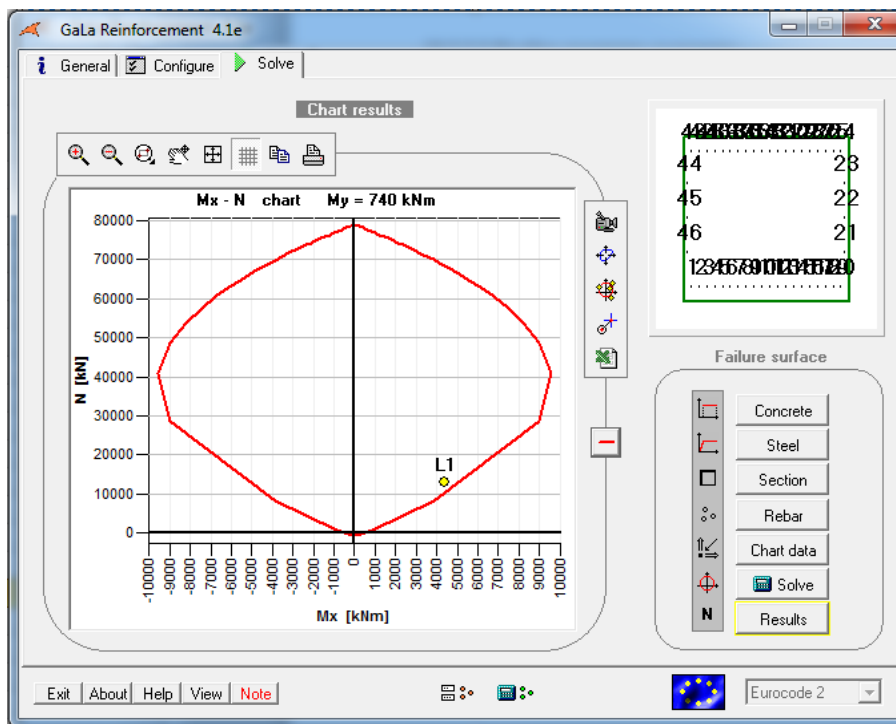 GaLa Reinforcement 4.1e
General Configure Solve
Chart results
Mx - N chart My = 740 kNm
80000
70000
60000
50000
40000
30000
20000
10000
0
N [kN]
L1
-10000 -9000 -8000 -7000 -6000 -5000 -4000 -3000 -2000 -1000 0 1000 2000 3000 4000 5000 6000 7000 8000 9000 10000
Mx [kNm]
44 23
45 22
46 21
Failure surface
Concrete
Steel
Section
Rebar
Chart data
Solve
N Results
Exit About Help View Note
Eurocode 2